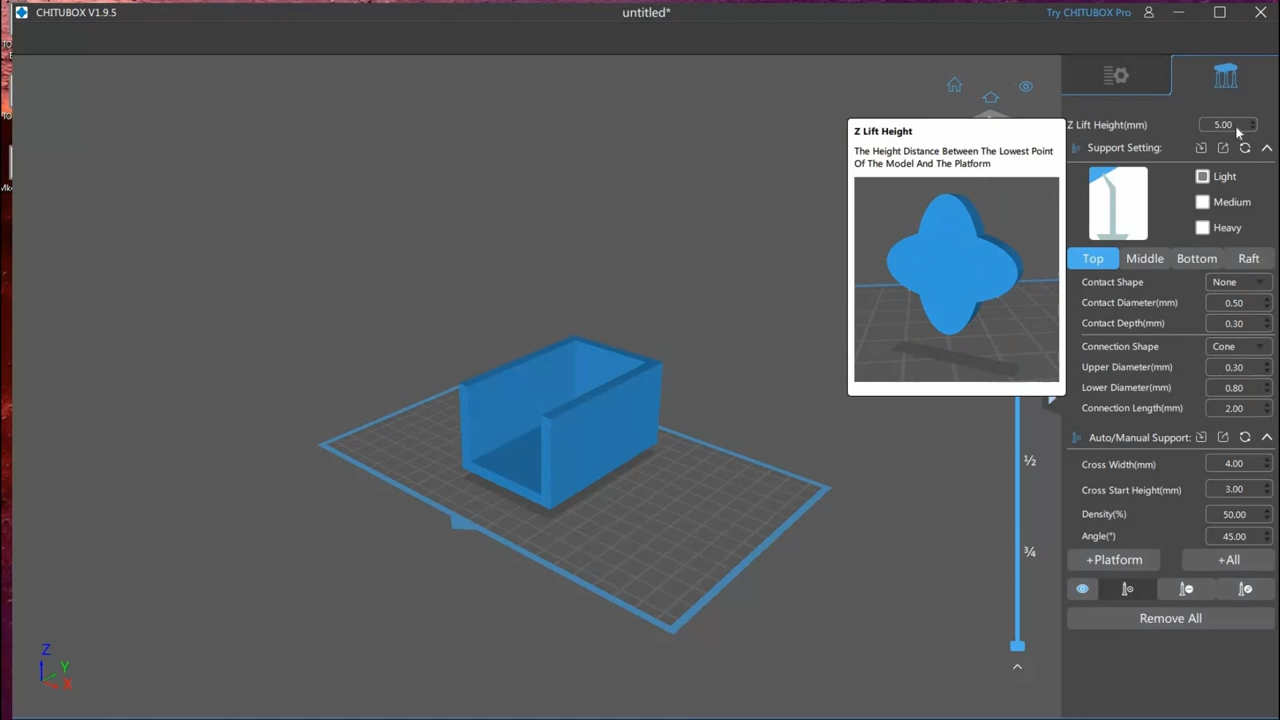 CHITUBOX V1.9.5
untitled*
Try CHITUBOX Pro
Z Lift Height
The Height Distance Between The Lowest Point
Of The Model And The Platform
Z Lift Height(mm)
5.00
Support Setting:
Light
Medium
Heavy
Top
Middle
Bottom
Raft
Contact Shape
None
Contact Diameter(mm)
0.50
Contact Depth(mm)
0.30
Connection Shape
Cone
Upper Diameter(mm)
0.30
Lower Diameter(mm)
0.80
Connection Length(mm)
2.00
Auto/Manual Support:
Cross Width(mm)
4.00
Cross Start Height(mm)
3.00
Density(%)
50.00
Angle(°)
45.00
+Platform
+All
Remove All
½
¾
Z
Y
X